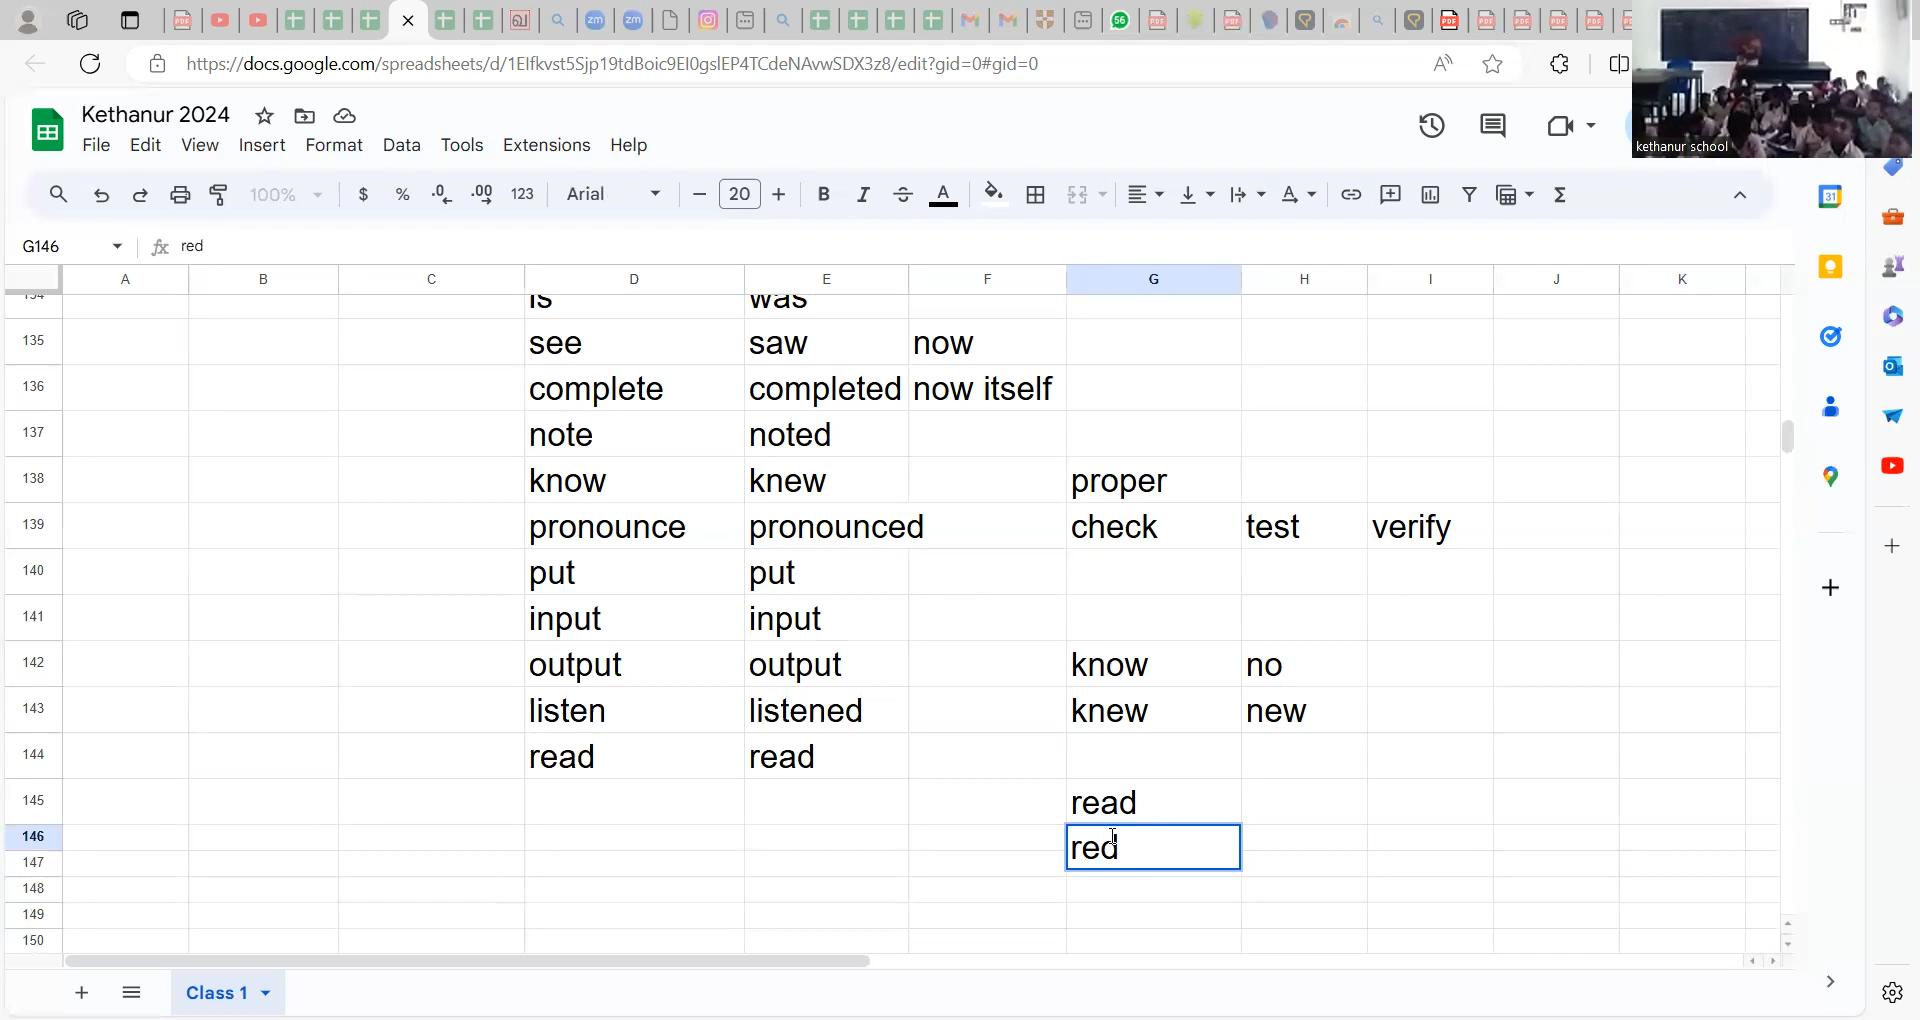 https://docs.google.com/spreadsheets/d/1EIfkvst5Sjp19tdBoic9EI0gslEP4TCdeNAvwSDX3z8/edit?gid=0#gid=0
Kethanur 2024
File Edit View Insert Format Data Tools Extensions Help
kethanur school
100% $ % .0 .00 123 Arial 20 B I A
G146 fx red
A B C D E F G H I J K
134 is was
135 see saw now
136 complete completed now itself
137 note noted
138 know knew proper
139 pronounce pronounced check test verify
140 put put
141 input input
142 output output know no
143 listen listened knew new
144 read read
145 read
146 red
147
148
149
150
Class 1